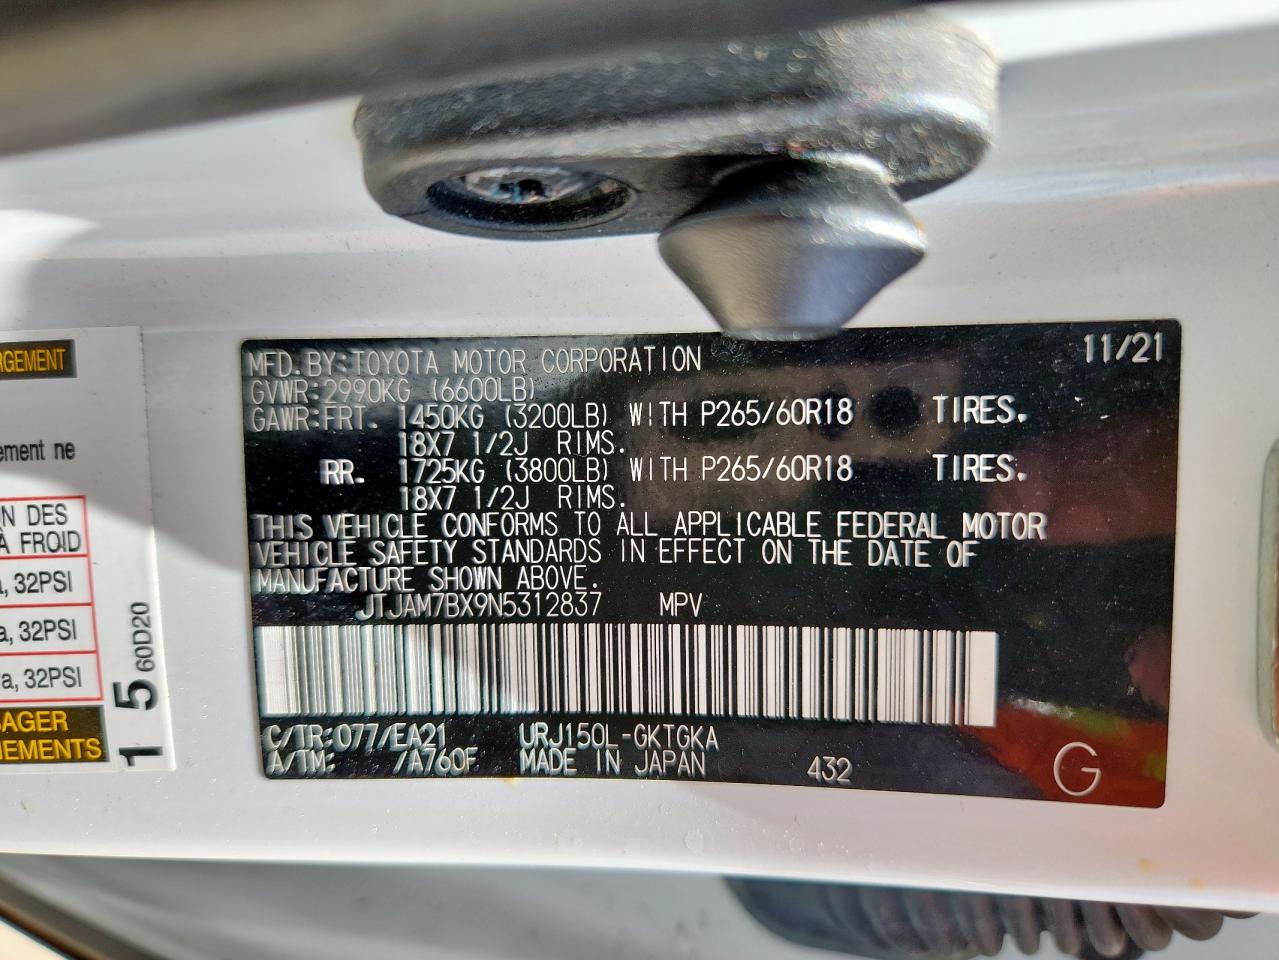 RGEMENT
ement ne
N DES
À FROID
a, 32PSI
a, 32PSI
a, 32PSI
SAGER
NEMENTS
1 5 60D20
MFD. BY: TOYOTA MOTOR CORPORATION 11/21
GVWR: 2990KG (6600LB)
GAWR: FRT. 1450KG (3200LB) WITH P265/60R18 TIRES.
18X7 1/2J RIMS.
RR. 1725KG (3800LB) WITH P265/60R18 TIRES.
18X7 1/2J RIMS.
THIS VEHICLE CONFORMS TO ALL APPLICABLE FEDERAL MOTOR
VEHICLE SAFETY STANDARDS IN EFFECT ON THE DATE OF
MANUFACTURE SHOWN ABOVE.
JTJAM7BX9N5312837 MPV
C/TR: 077/EA21 URJ150L-GKTGKA
A/TM: /A760F MADE IN JAPAN 432 G